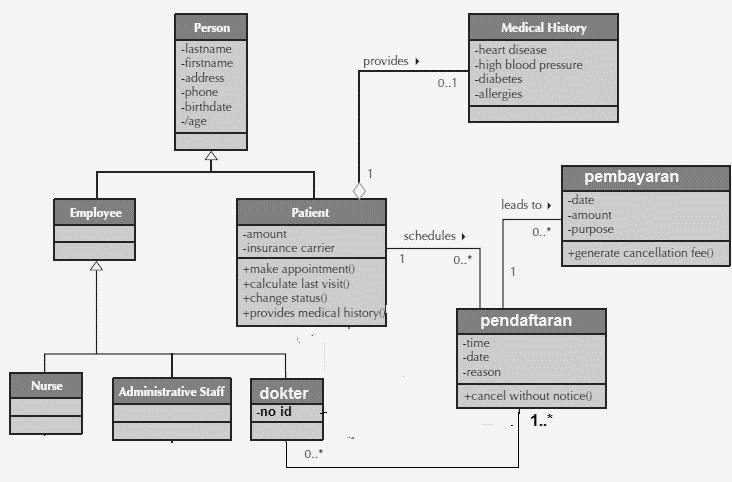 Person
-lastname
-firstname
-address
-phone
-birthdate
-/age
Medical History
-heart disease
-high blood pressure
-diabetes
-allergies
provides
0..1
1
Employee
Patient
-amount
-insurance carrier
+make appointment()
+calculate last visit()
+change status()
+provides medical history()
schedules
1
0..*
pembayaran
-date
-amount
-purpose
+generate cancellation fee()
leads to
0..*
1
pendaftaran
-time
-date
-reason
+cancel without notice()
Nurse
Administrative Staff
dokter
-no id
1..*
0..*